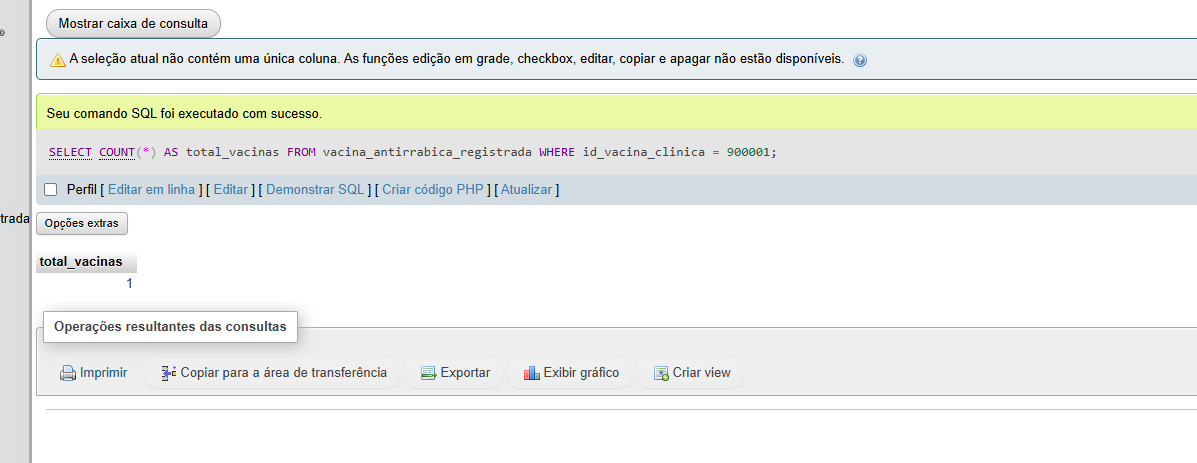 Mostrar caixa de consulta
A seleção atual não contém uma única coluna. As funções edição em grade, checkbox, editar, copiar e apagar não estão disponíveis.
Seu comando SQL foi executado com sucesso.
SELECT COUNT(*) AS total_vacinas FROM vacina_antirrabica_registrada WHERE id_vacina_clinica = 900001;
Perfil [ Editar em linha ] [ Editar ] [ Demonstrar SQL ] [ Criar código PHP ] [ Atualizar ]
trada
Opções extras
total_vacinas
1
Operações resultantes das consultas
Imprimir Copiar para a área de transferência Exportar Exibir gráfico Criar view